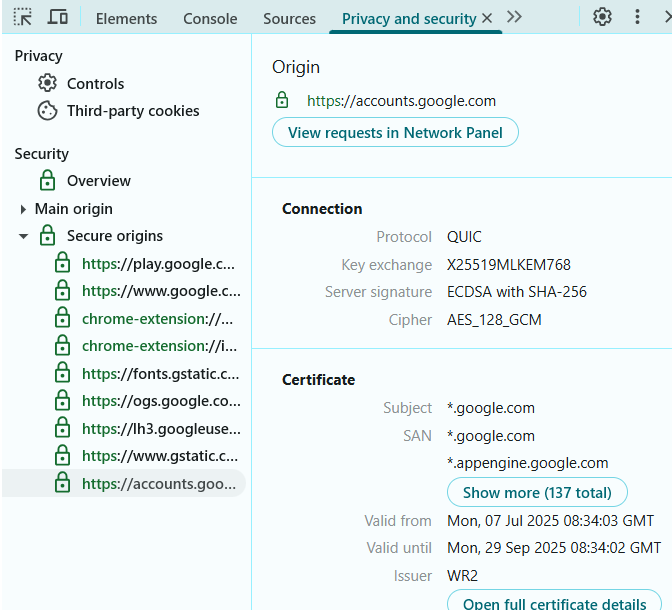 Elements Console Sources Privacy and security
Privacy
Controls
Third-party cookies
Security
Overview
Main origin
Secure origins
https://play.google.c...
https://www.google.c...
chrome-extension://...
chrome-extension://i...
https://fonts.gstatic.c...
https://ogs.google.co...
https://lh3.googleuse...
https://www.gstatic.c...
https://accounts.goo...
Origin
https://accounts.google.com
View requests in Network Panel
Connection
Protocol QUIC
Key exchange X25519MLKEM768
Server signature ECDSA with SHA-256
Cipher AES_128_GCM
Certificate
Subject *.google.com
SAN *.google.com
*.appengine.google.com
Show more (137 total)
Valid from Mon, 07 Jul 2025 08:34:03 GMT
Valid until Mon, 29 Sep 2025 08:34:02 GMT
Issuer WR2
Open full certificate details